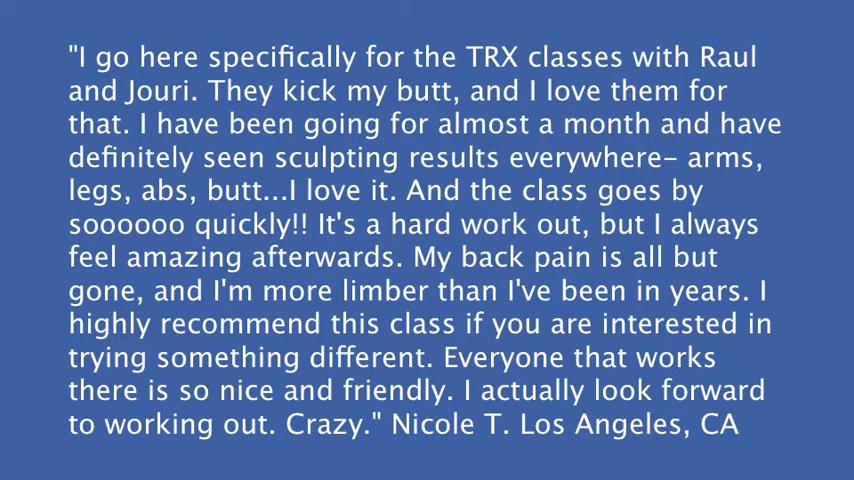 "I go here specifically for the TRX classes with Raul
and Jouri. They kick my butt, and I love them for
that. I have been going for almost a month and have
definitely seen sculpting results everywhere- arms,
legs, abs, butt...I love it. And the class goes by
soooooo quickly!! It's a hard work out, but I always
feel amazing afterwards. My back pain is all but
gone, and I'm more limber than I've been in years. I
highly recommend this class if you are interested in
trying something different. Everyone that works
there is so nice and friendly. I actually look forward
to working out. Crazy." Nicole T. Los Angeles, CA